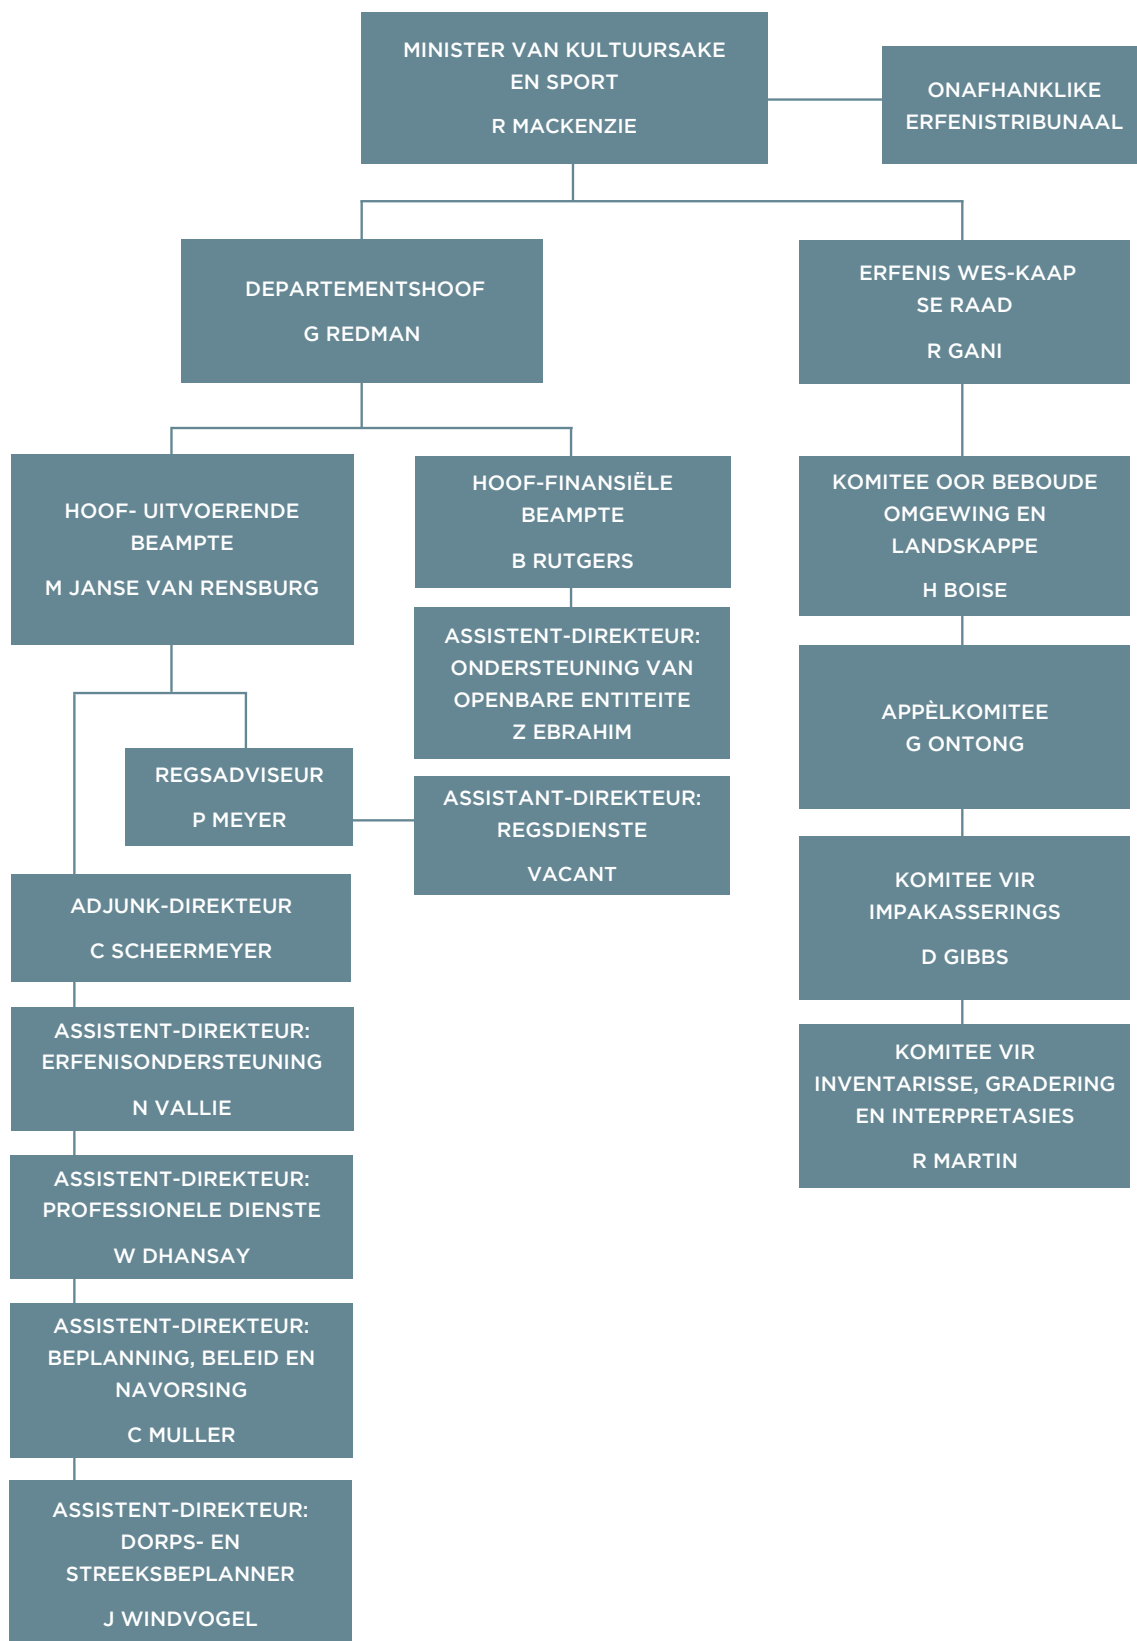 MINISTER VAN KULTUURSAKE
EN SPORT
R MACKENZIE
ONAFHANKLIKE
ERFENISTRIBUNAAL
DEPARTEMENTSHOOF
G REDMAN
ERFENIS WES-KAAP
SE RAAD
R GANI
HOOF- UITVOERENDE
BEAMPTE
M JANSE VAN RENSBURG
HOOF-FINANSIËLE
BEAMPTE
B RUTGERS
KOMITEE OOR BEBOUDE
OMGEWING EN
LANDSKAPPE
H BOISE
ASSISTENT-DIREKTEUR:
ONDERSTEUNING VAN
OPENBARE ENTITEITE
Z EBRAHIM
APPÈLKOMITEE
G ONTONG
REGSADVISEUR
P MEYER
ASSISTANT-DIREKTEUR:
REGSDIENSTE
VACANT
KOMITEE VIR
IMPAKASSERINGS
D GIBBS
ADJUNK-DIREKTEUR
C SCHEERMEYER
ASSISTENT-DIREKTEUR:
ERFENISONDERSTEUNING
N VALLIE
KOMITEE VIR
INVENTARISSE, GRADERING
EN INTERPRETASIES
R MARTIN
ASSISTENT-DIREKTEUR:
PROFESSIONELE DIENSTE
W DHANSAY
ASSISTENT-DIREKTEUR:
BEPLANNING, BELEID EN
NAVORSING
C MULLER
ASSISTENT-DIREKTEUR:
DORPS- EN
STREEKSBEPLANNER
J WINDVOGEL